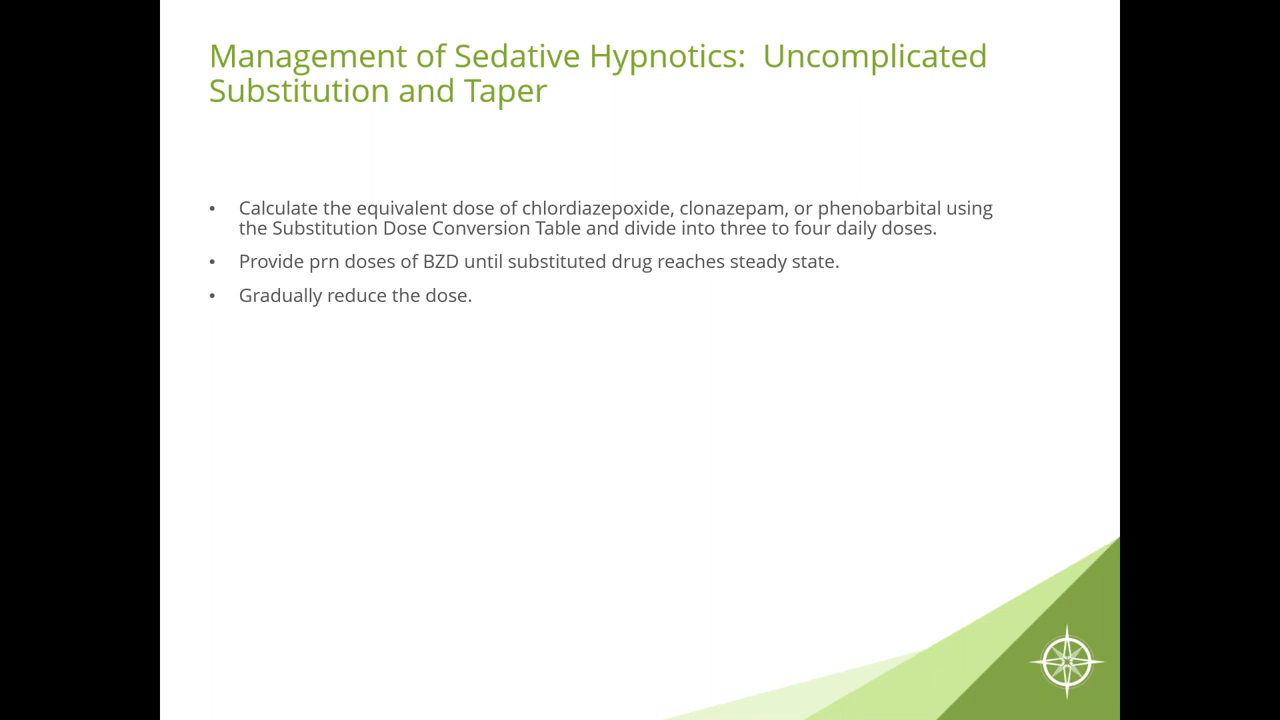 Management of Sedative Hypnotics:  Uncomplicated
Substitution and Taper
• Calculate the equivalent dose of chlordiazepoxide, clonazepam, or phenobarbital using
the Substitution Dose Conversion Table and divide into three to four daily doses.
• Provide prn doses of BZD until substituted drug reaches steady state.
• Gradually reduce the dose.